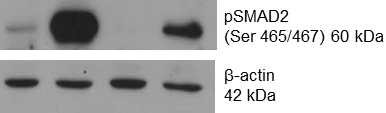 pSMAD2
(Ser 465/467) 60 kDa
β-actin
42 kDa